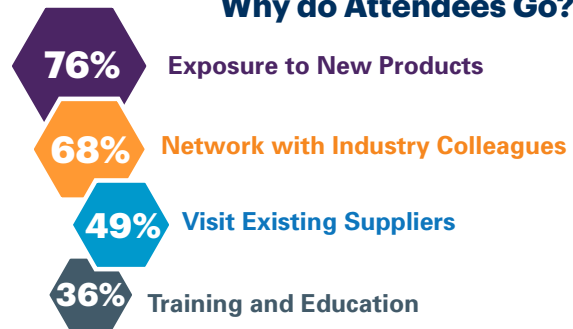 Why do Attendees Go?
76% Exposure to New Products
68% Network with Industry Colleagues
49% Visit Existing Suppliers
36% Training and Education